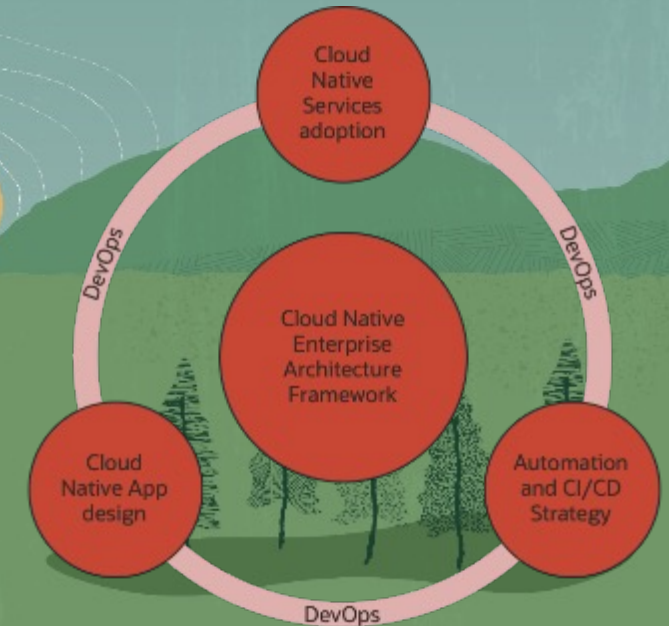 Cloud
Native
Services
adoption
DevOps
DevOps
Cloud Native
Enterprise
Architecture
Framework
Cloud
Native App
design
Automation
and CI/CD
Strategy
DevOps